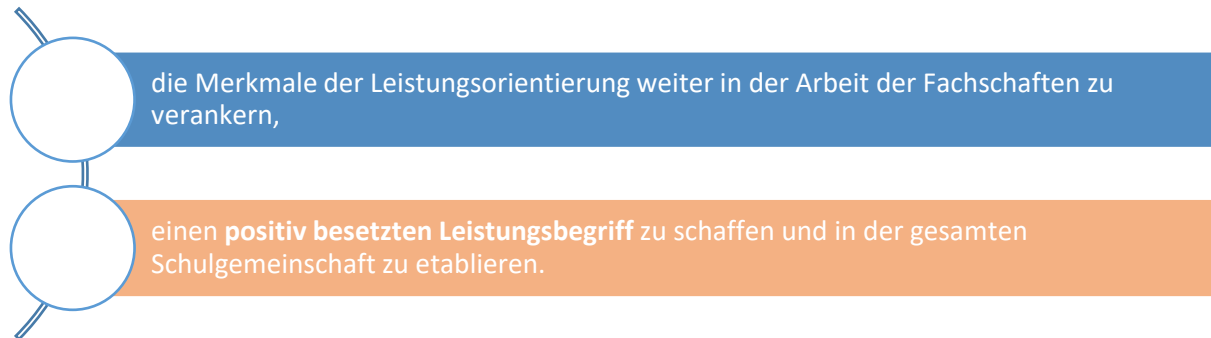 die Merkmale der Leistungsorientierung weiter in der Arbeit der Fachschaften zu
verankern,
einen positiv besetzten Leistungsbegriff zu schaffen und in der gesamten
Schulgemeinschaft zu etablieren.